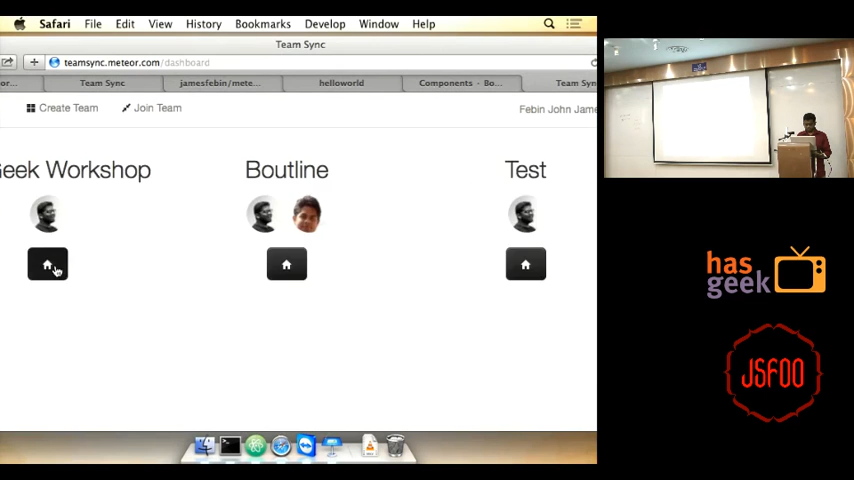 Safari File Edit View History Bookmarks Develop Window Help
Team Sync
teamsync.meteor.com/dashboard
or... Team Sync jamesfebin/mete... helloworld Components - Bo... Team Syn
Create Team Join Team Febin John Jame
eek Workshop Boutline Test
has
geek
JSFOO